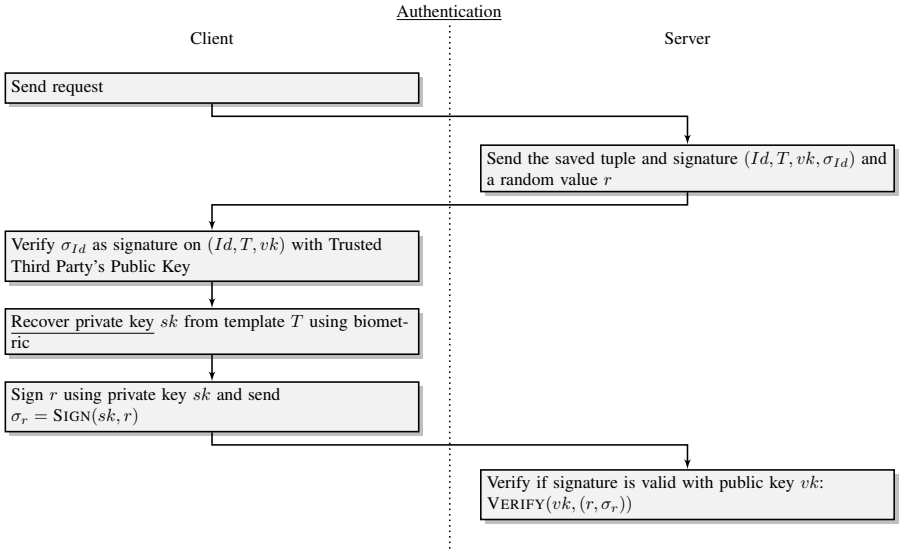 Authentication
Client
Server
Send request
Send the saved tuple and signature (Id, T, vk, σ_Id) and
a random value r
Verify σ_Id as signature on (Id, T, vk) with Trusted
Third Party's Public Key
Recover private key sk from template T using biomet-
ric
Sign r using private key sk and send
σ_r = SIGN(sk, r)
Verify if signature is valid with public key vk:
VERIFY(vk, (r, σ_r))